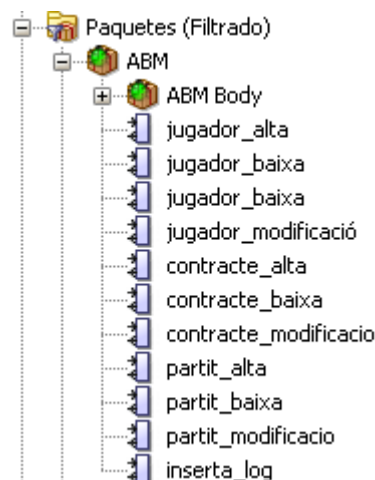 Paquetes (Filtrado)
ABM
ABM Body
jugador_alta
jugador_baixa
jugador_baixa
jugador_modificació
contracte_alta
contracte_baixa
contracte_modificacio
partit_alta
partit_baixa
partit_modificacio
inserta_log